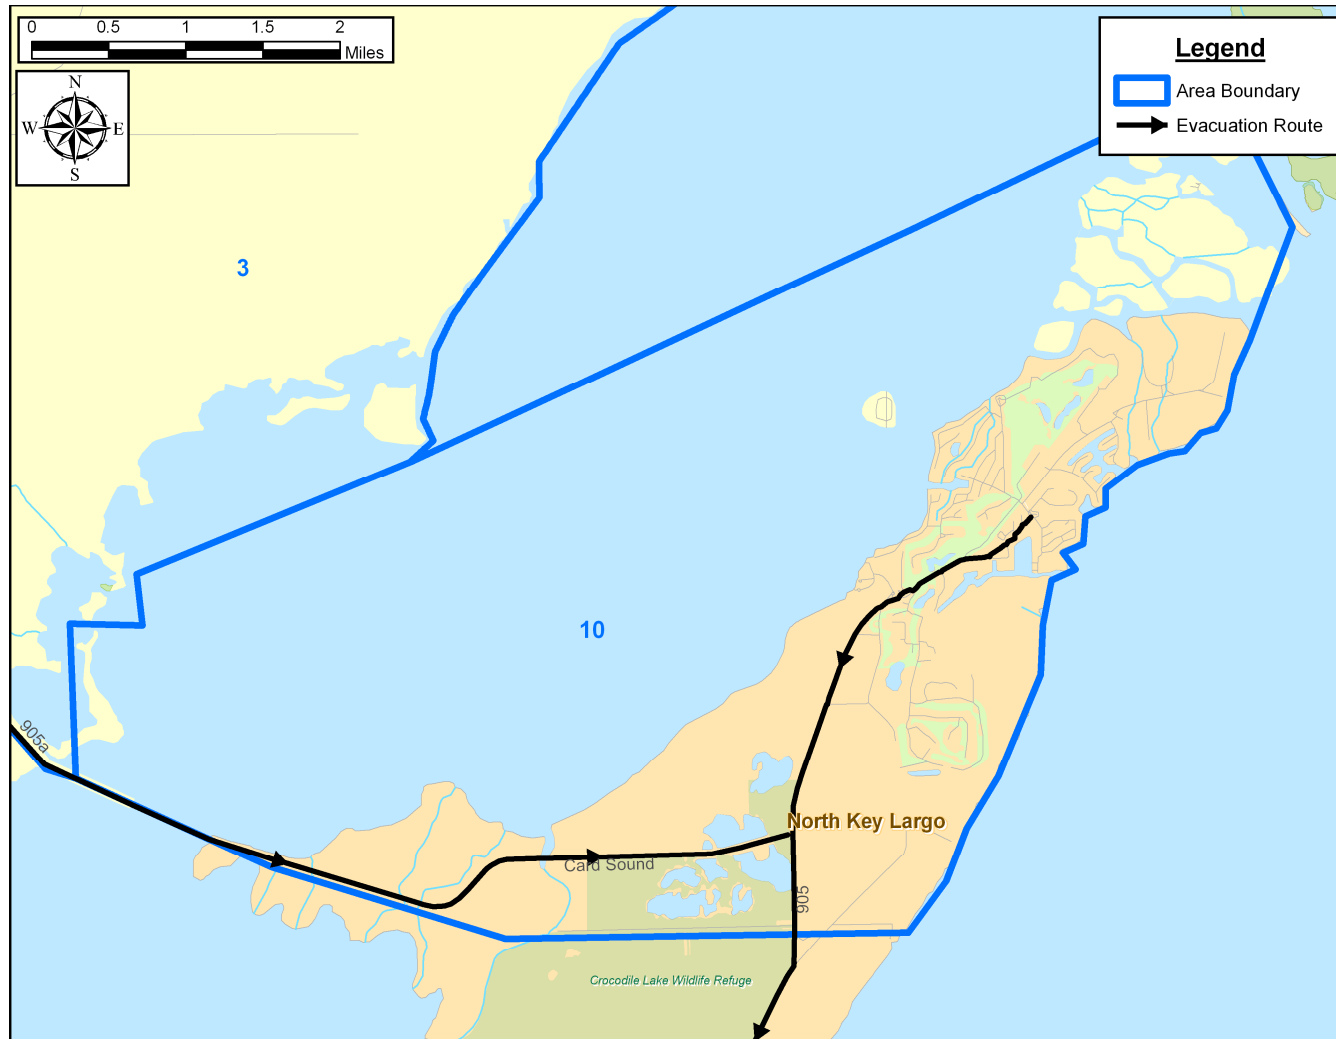 0 0.5 1 1.5 2
Miles
N
W E
S
Legend
Area Boundary
Evacuation Route
3
10
905a
North Key Largo
Card Sound
905
Crocodile Lake Wildlife Refuge